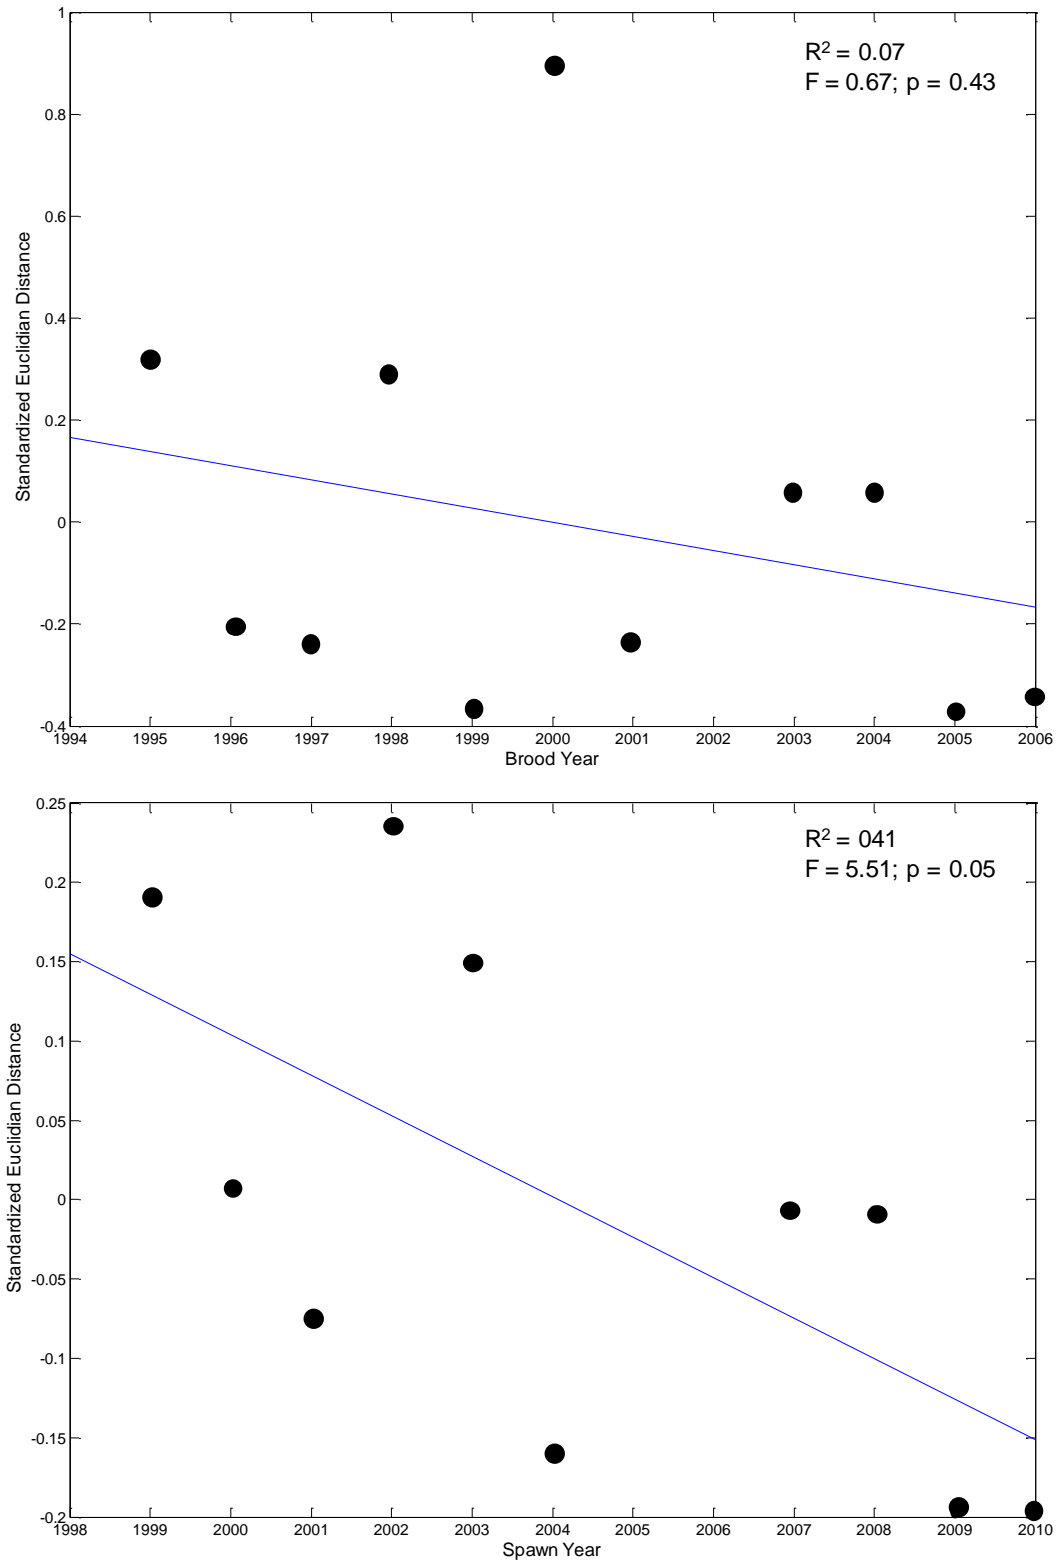 R² = 0.07
F = 0.67; p = 0.43
1
0.8
0.6
0.4
0.2
0
-0.2
-0.4
Standardized Euclidian Distance
1994 1995 1996 1997 1998 1999 2000 2001 2002 2003 2004 2005 2006
Brood Year
R² = 041
F = 5.51; p = 0.05
0.25
0.2
0.15
0.1
0.05
0
-0.05
-0.1
-0.15
-0.2
Standardized Euclidian Distance
1998 1999 2000 2001 2002 2003 2004 2005 2006 2007 2008 2009 2010
Spawn Year